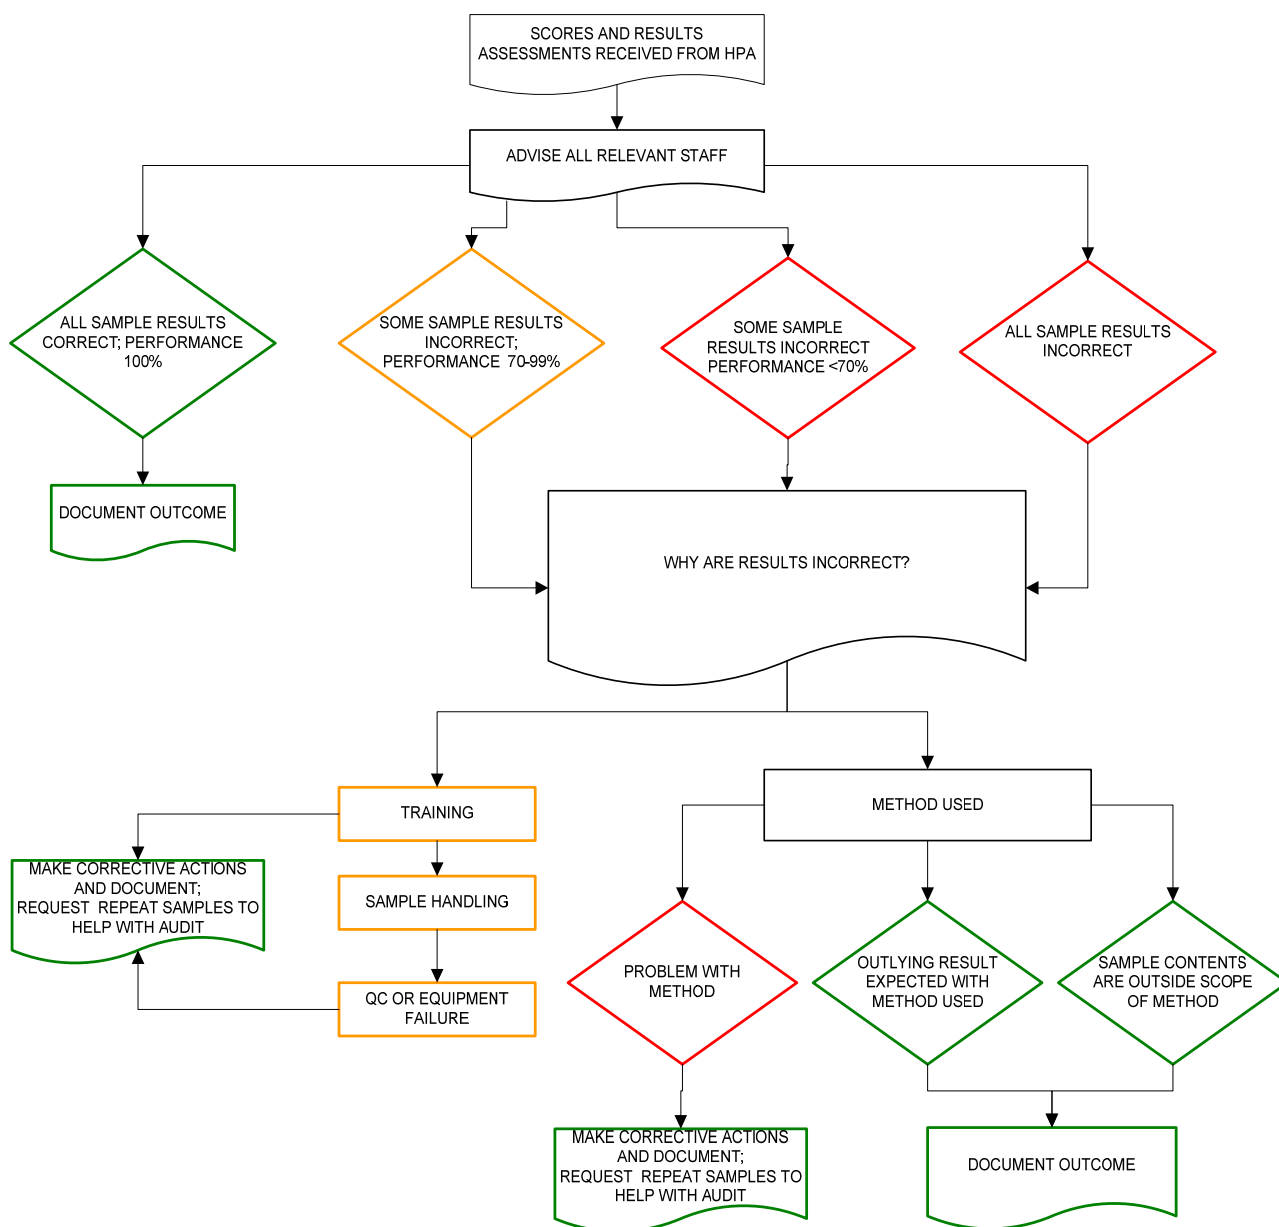 SCORES AND RESULTS
ASSESSMENTS RECEIVED FROM HPA
ADVISE ALL RELEVANT STAFF
ALL SAMPLE RESULTS
CORRECT; PERFORMANCE
100%
SOME SAMPLE RESULTS
INCORRECT;
PERFORMANCE 70-99%
SOME SAMPLE
RESULTS INCORRECT
PERFORMANCE <70%
ALL SAMPLE RESULTS
INCORRECT
DOCUMENT OUTCOME
WHY ARE RESULTS INCORRECT?
TRAINING
METHOD USED
MAKE CORRECTIVE ACTIONS
AND DOCUMENT;
REQUEST REPEAT SAMPLES TO
HELP WITH AUDIT
SAMPLE HANDLING
QC OR EQUIPMENT
FAILURE
PROBLEM WITH
METHOD
OUTLYING RESULT
EXPECTED WITH
METHOD USED
SAMPLE CONTENTS
ARE OUTSIDE SCOPE
OF METHOD
MAKE CORRECTIVE ACTIONS
AND DOCUMENT;
REQUEST REPEAT SAMPLES TO
HELP WITH AUDIT
DOCUMENT OUTCOME